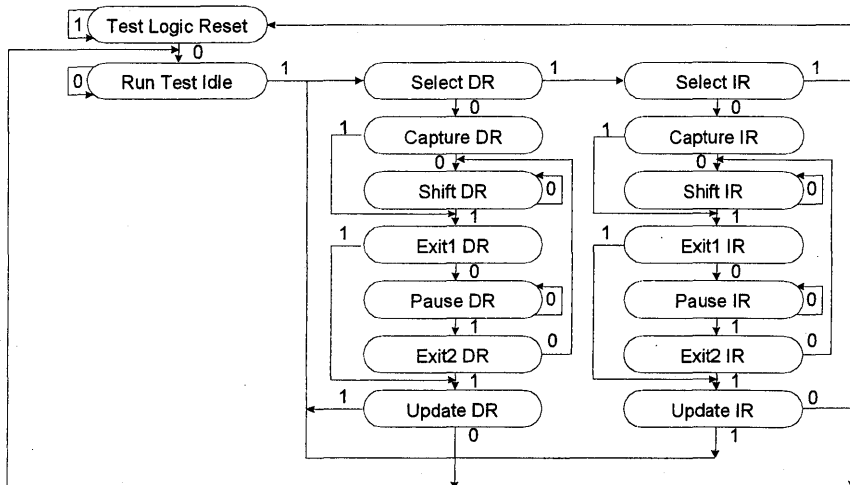 1 Test Logic Reset
0
0 Run Test Idle 1 Select DR 1 Select IR 1
0 0
1 Capture DR 1 Capture IR
0 0
Shift DR 0 Shift IR 0
1 1
1 Exit1 DR 1 Exit1 IR
0 0
Pause DR 0 Pause IR 0
1 1
Exit2 DR 0 Exit2 IR 0
1 1
1 Update DR Update IR 0
0 1